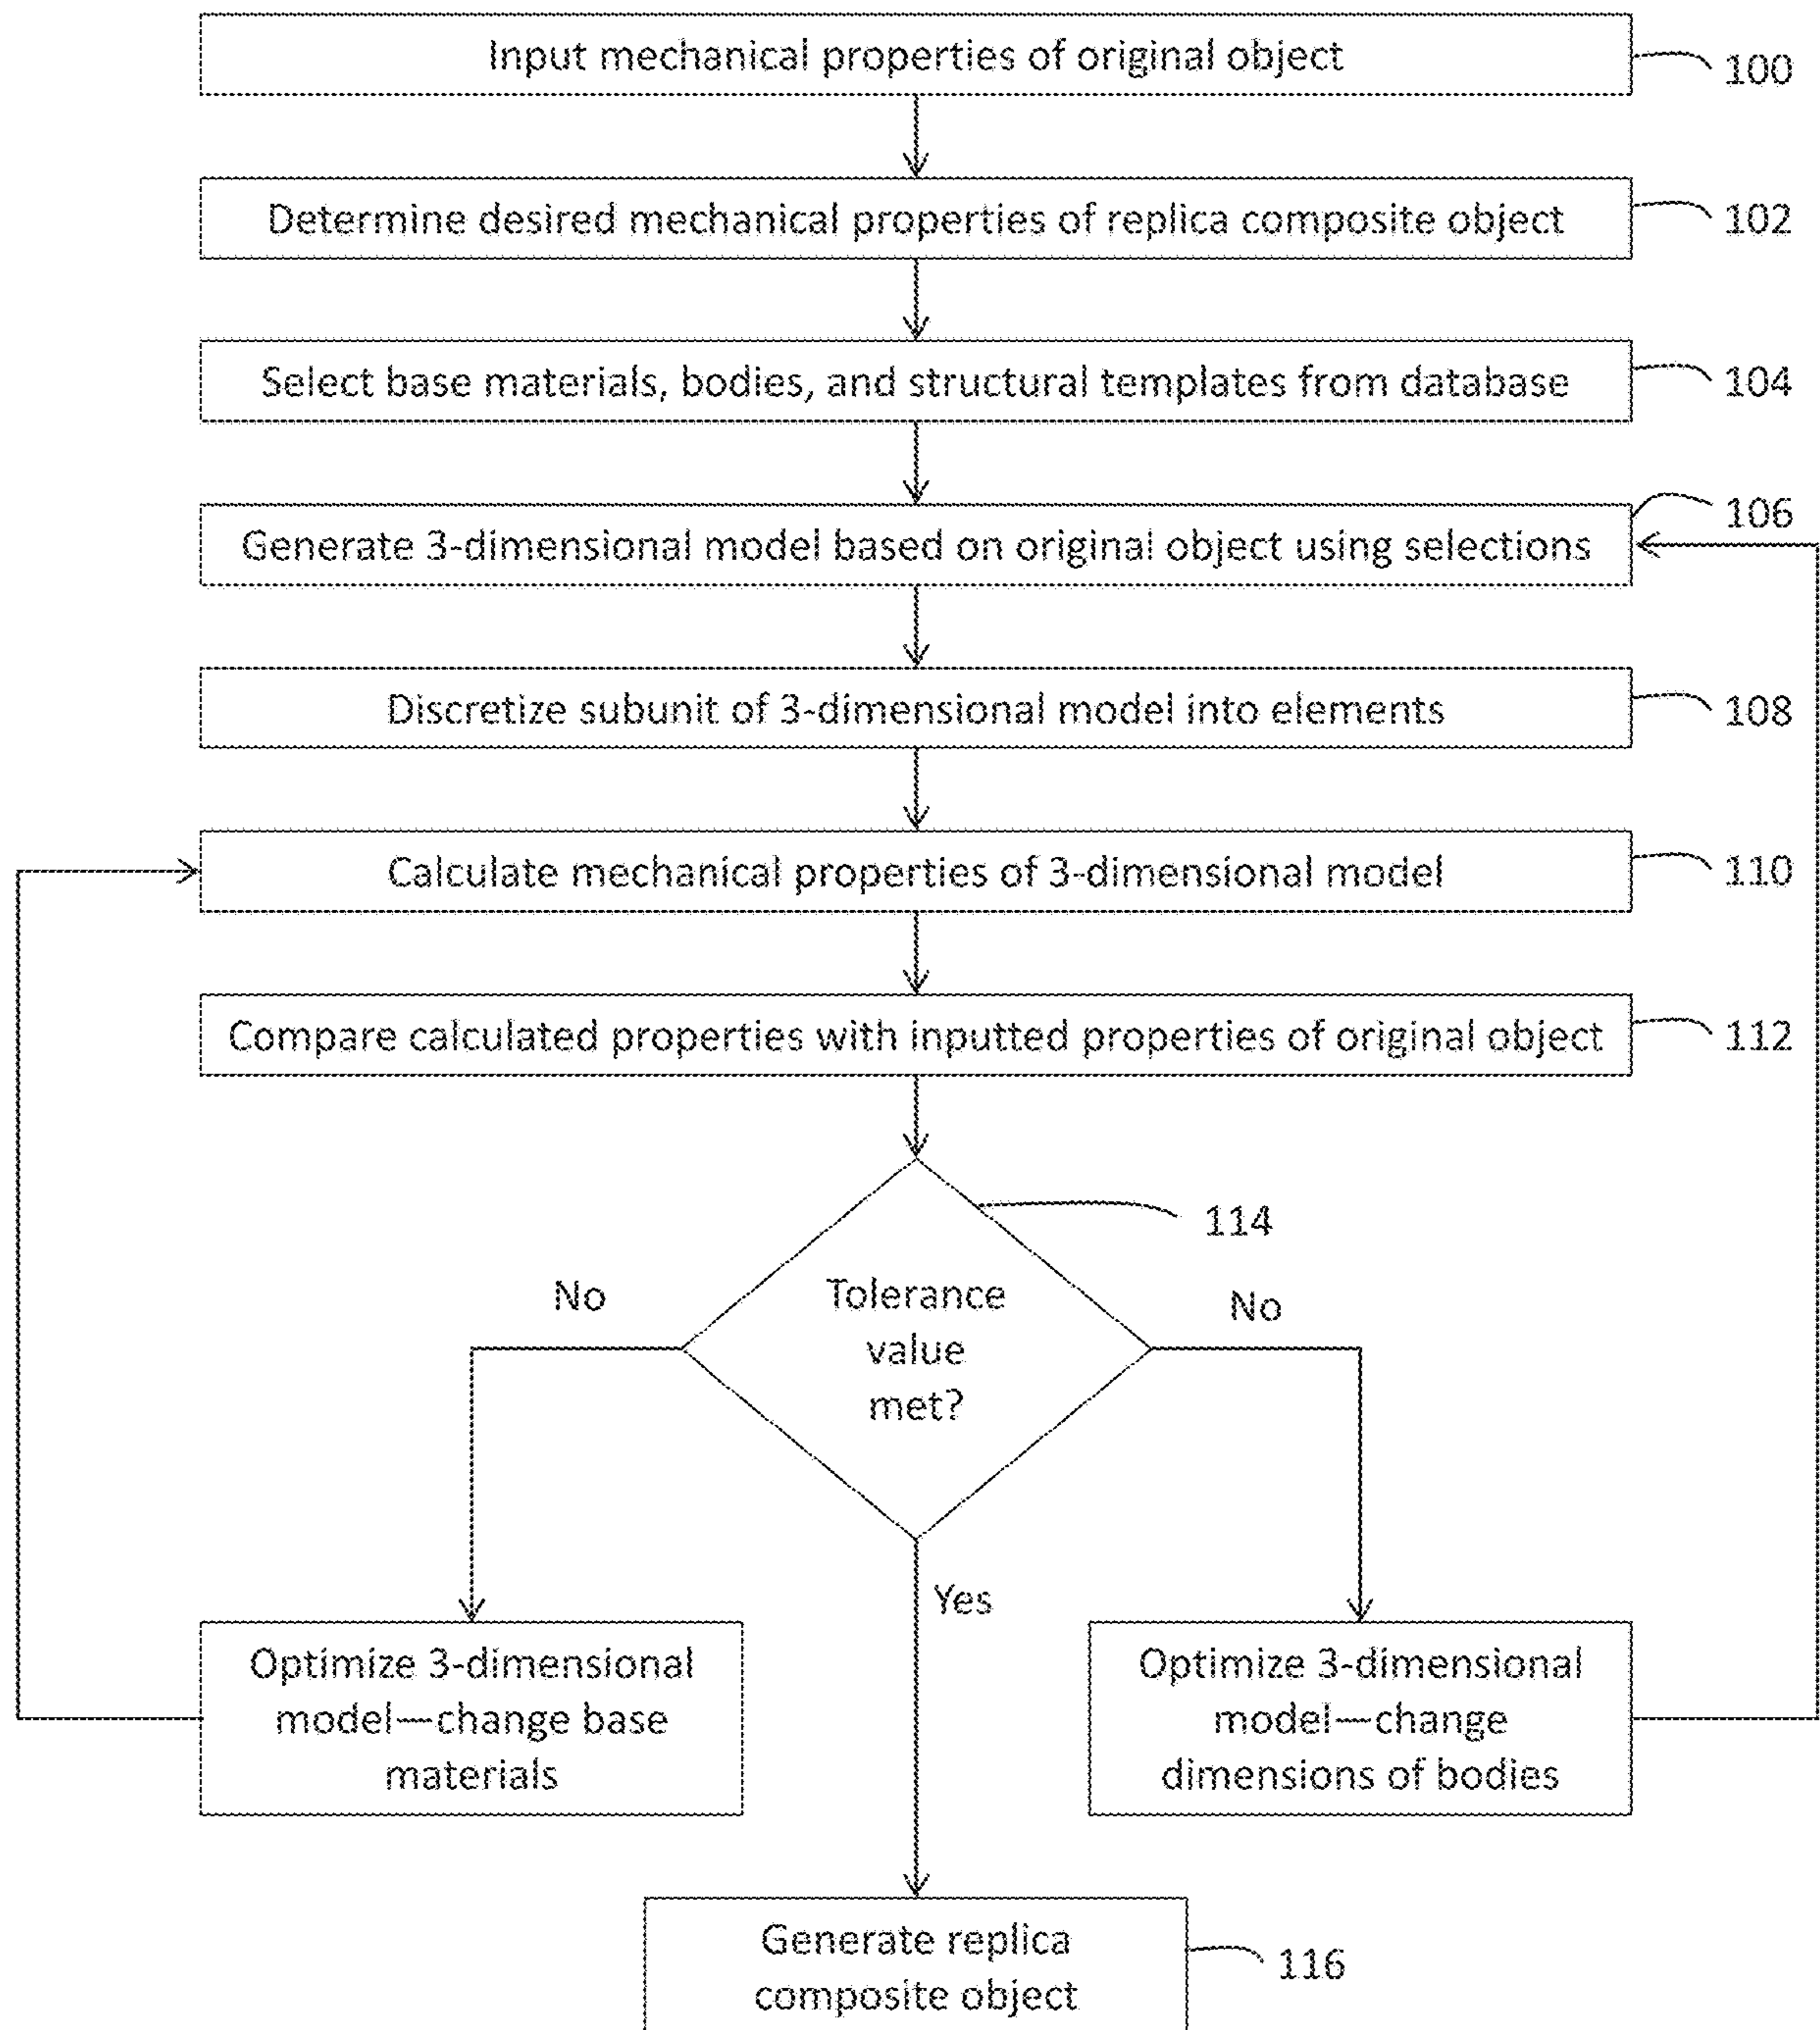 Input mechanical properties of original object
100
Determine desired mechanical properties of replica composite object
102
Select base materials, bodies, and structural templates from database
104
106
Generate 3-dimensional model based on original object using selections
Discretize subunit of 3-dimensional model into elements
108
Calculate mechanical properties of 3-dimensional model
110
Compare calculated properties with inputted properties of original object
112
114
No
Tolerance
value
met?
No
Yes
Optimize 3-dimensional
model—change base
materials
Optimize 3-dimensional
model—change
dimensions of bodies
Generate replica
composite object
116